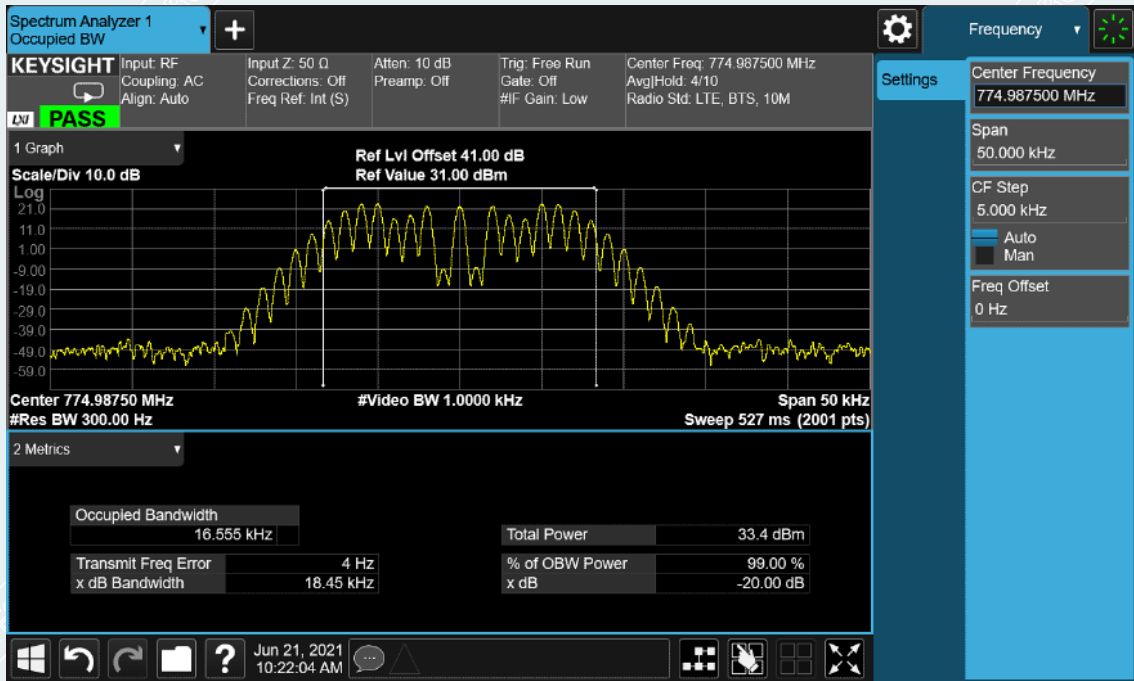 Spectrum Analyzer 1
Occupied BW
+
Frequency
KEYSIGHT
LXI
PASS
Input: RF
Coupling: AC
Align: Auto
Input Z: 50 Ω
Corrections: Off
Freq Ref: Int (S)
Atten: 10 dB
Preamp: Off
Trig: Free Run
Gate: Off
#IF Gain: Low
Center Freq: 774.987500 MHz
Avg|Hold: 4/10
Radio Std: LTE, BTS, 10M
Settings
Center Frequency
774.987500 MHz
Span
50.000 kHz
CF Step
5.000 kHz
Auto
Man
Freq Offset
0 Hz
1 Graph
Scale/Div 10.0 dB
Ref Lvl Offset 41.00 dB
Ref Value 31.00 dBm
Log
21.0
11.0
1.00
-9.00
-19.0
-29.0
-39.0
-49.0
-59.0
Center 774.98750 MHz
#Video BW 1.0000 kHz
Span 50 kHz
#Res BW 300.00 Hz
Sweep 527 ms (2001 pts)
2 Metrics
Occupied Bandwidth
16.555 kHz
Total Power 33.4 dBm
Transmit Freq Error 4 Hz
% of OBW Power 99.00 %
x dB Bandwidth 18.45 kHz
x dB -20.00 dB
?
Jun 21, 2021
10:22:04 AM